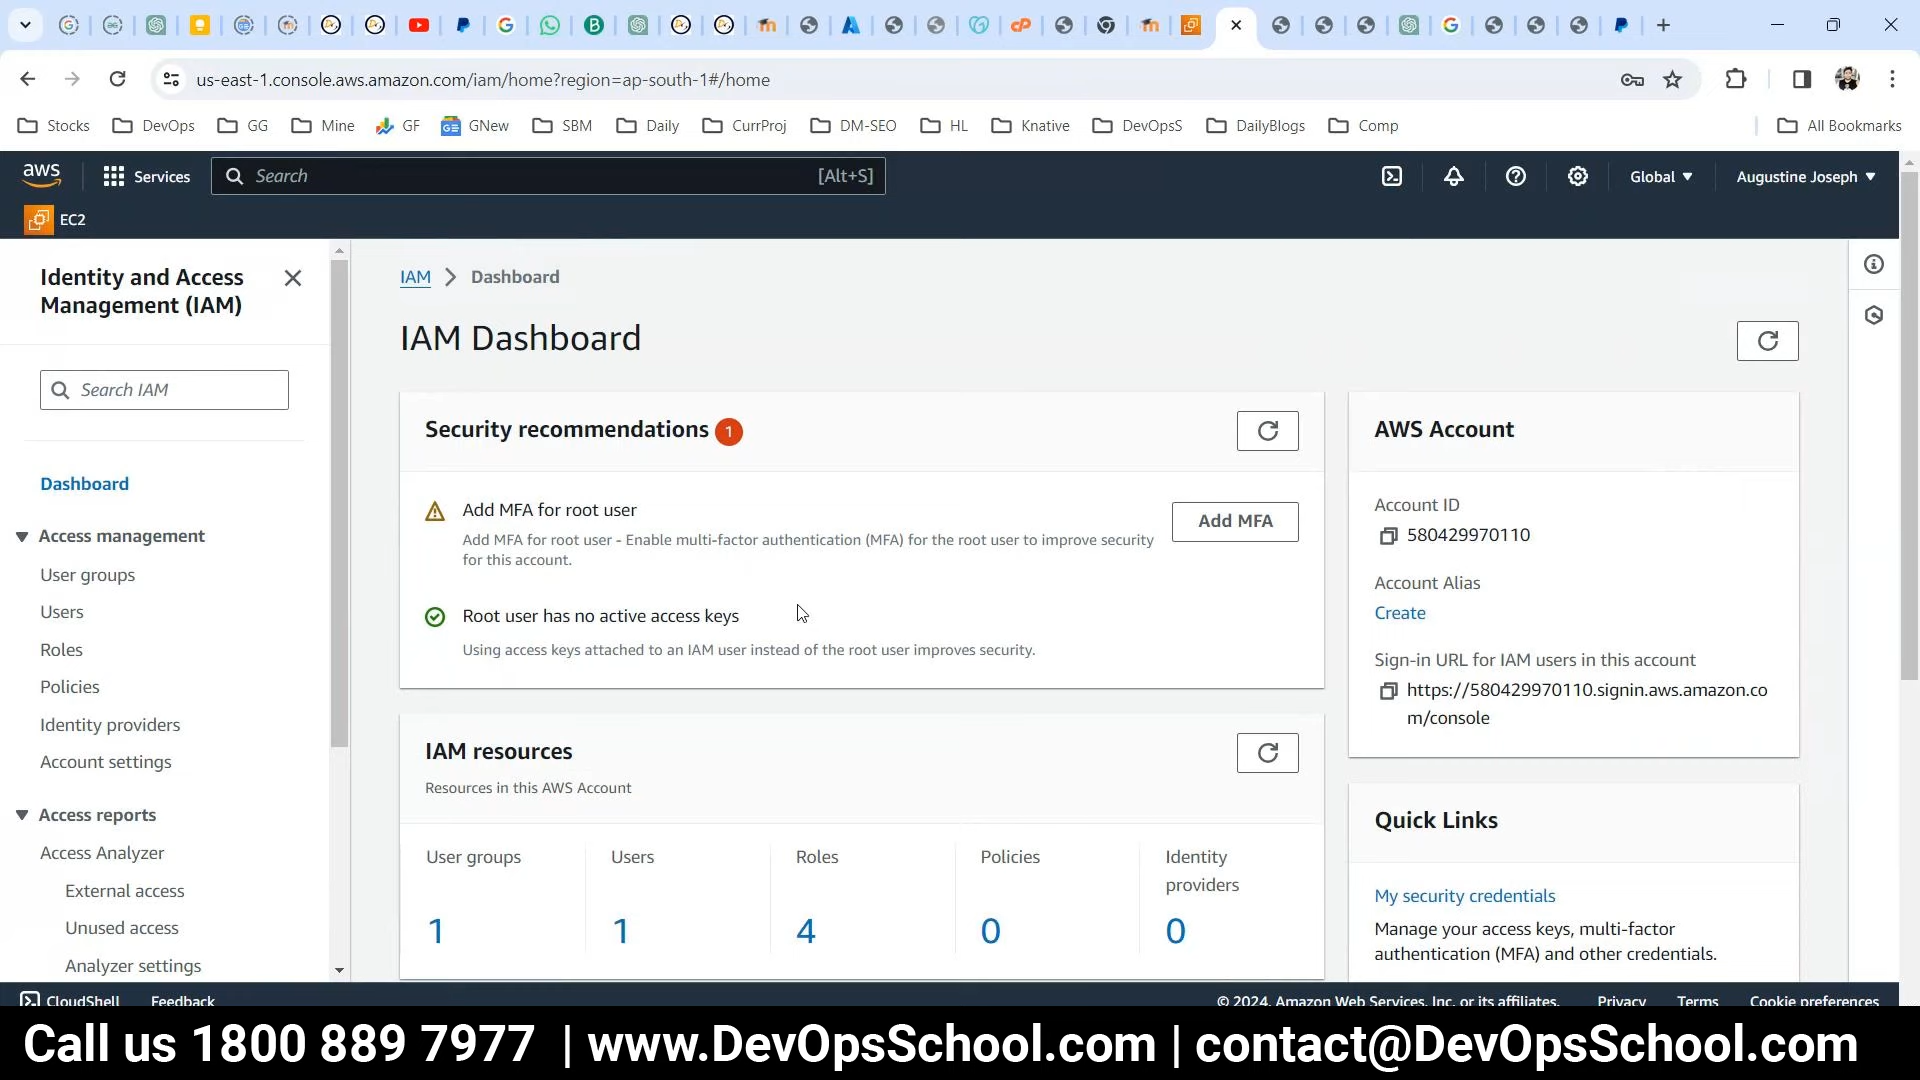 us-east-1.console.aws.amazon.com/iam/home?region=ap-south-1#/home
Stocks DevOps GG Mine GF GNew SBM Daily CurrProj DM-SEO HL Knative DevOpsS DailyBlogs Comp All Bookmarks
aws Services Search [Alt+S] Global Augustine Joseph
EC2
Identity and Access
Management (IAM)
Search IAM
Dashboard
Access management
User groups
Users
Roles
Policies
Identity providers
Account settings
Access reports
Access Analyzer
External access
Unused access
Analyzer settings
IAM Dashboard
IAM Dashboard
Security recommendations 1
Add MFA for root user
Add MFA for root user - Enable multi-factor authentication (MFA) for the root user to improve security
for this account.
Add MFA
Root user has no active access keys
Using access keys attached to an IAM user instead of the root user improves security.
IAM resources
Resources in this AWS Account
User groups
1
Users
1
Roles
4
Policies
0
Identity
providers
0
AWS Account
Account ID
580429970110
Account Alias
Create
Sign-in URL for IAM users in this account
https://580429970110.signin.aws.amazon.co
m/console
Quick Links
My security credentials
Manage your access keys, multi-factor
authentication (MFA) and other credentials.
CloudShell Feedback © 2024, Amazon Web Services, Inc. or its affiliates. Privacy Terms Cookie preferences
Call us 1800 889 7977 | www.DevOpsSchool.com | contact@DevOpsSchool.com